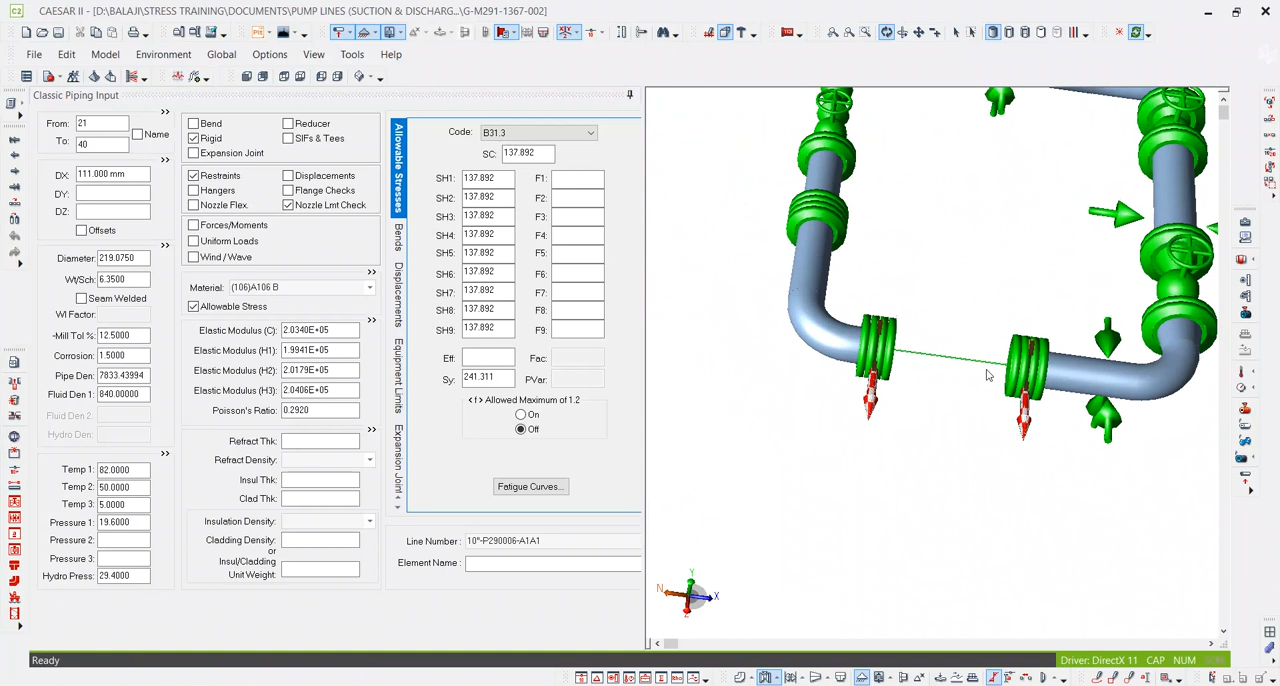 CAESAR II - [D:\BALAJI\STRESS TRAINING\DOCUMENTS\PUMP LINES (SUCTION & DISCHARG...\G-M291-1367-002]
File Edit Model Environment Global Options Tools Help
Classic Piping Input
From: 21
To: 40
Name
DX: 111.000 mm
DY:
DZ:
Offsets
Diameter: 219.0750
Wt/Sch: 6.3500
Seam Welded
WI Factor:
-Mill Tol %: 12.5000
Corrosion: 1.5000
Pipe Den: 7833.43994
Fluid Den 1: 840.00000
Fluid Den 2:
Hydro Den:
Temp 1: 82.0000
Temp 2: 50.0000
Temp 3: 5.0000
Pressure 1: 19.6000
Pressure 2:
Pressure 3:
Hydro Press: 29.4000
Bend Reducer
Rigid SIFs & Tees
Expansion Joint
Restraints Displacements
Hangers Flange Checks
Nozzle Flex. Nozzle Lmt Check
Forces/Moments
Uniform Loads
Wind / Wave
Material: (106)A106 B
Allowable Stress
Elastic Modulus (C): 2.0340E+05
Elastic Modulus (H1): 1.9941E+05
Elastic Modulus (H2): 2.0179E+05
Elastic Modulus (H3): 2.0406E+05
Poisson's Ratio: 0.2920
Refract Thk:
Refract Density:
Insul Thk:
Clad Thk:
Insulation Density:
Cladding Density:
or
Insul/Cladding
Unit Weight:
Allowable Stresses
Bends
Displacements
Equipment Limits
Expansion Joint
Code: B31.3
SC: 137.892
SH1: 137.892 F1:
SH2: 137.892 F2:
SH3: 137.892 F3:
SH4: 137.892 F4:
SH5: 137.892 F5:
SH6: 137.892 F6:
SH7: 137.892 F7:
SH8: 137.892 F8:
SH9: 137.892 F9:
Eff: Fac:
Sy: 241.311 PVar:
<!> Allowed Maximum of 1.2
On
Off
Fatigue Curves...
Line Number: 10"-P290006-A1A1
Element Name:
Y
N X
Z
Ready
Driver: DirectX 11 CAP NUM